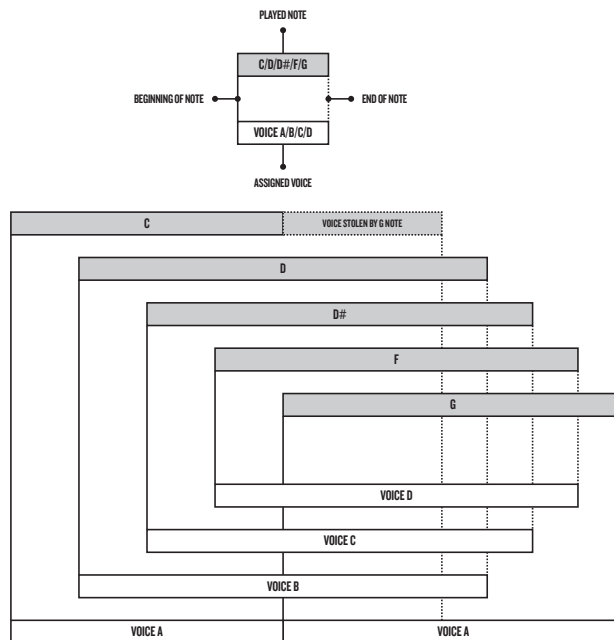 PLAYED NOTE
C/D/D#/F/G
BEGINNING OF NOTE
END OF NOTE
VOICE A/B/C/D
ASSIGNED VOICE
C
VOICE STOLEN BY G NOTE
D
D#
F
G
VOICE D
VOICE C
VOICE B
VOICE A
VOICE A